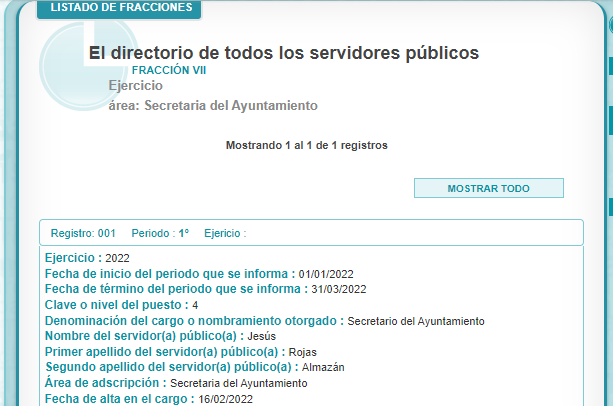 LISTADO DE FRACCIONES
El directorio de todos los servidores públicos
FRACCIÓN VII
Ejercicio
área: Secretaria del Ayuntamiento
Mostrando 1 al 1 de 1 registros
MOSTRAR TODO
Registro: 001 Periodo : 1º Ejericio :
Ejercicio : 2022
Fecha de inicio del periodo que se informa : 01/01/2022
Fecha de término del periodo que se informa : 31/03/2022
Clave o nivel del puesto : 4
Denominación del cargo o nombramiento otorgado : Secretario del Ayuntamiento
Nombre del servidor(a) público(a) : Jesús
Primer apellido del servidor(a) público(a) : Rojas
Segundo apellido del servidor(a) público(a) : Almazán
Área de adscripción : Secretaria del Ayuntamiento
Fecha de alta en el cargo : 16/02/2022